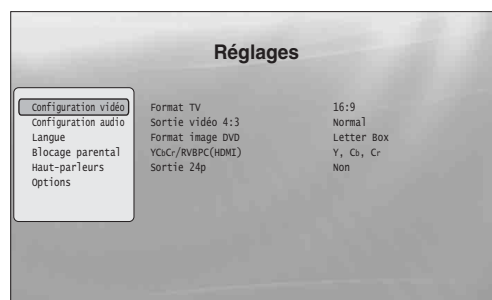 Réglages
Configuration vidéo Format TV 16:9
Configuration audio Sortie vidéo 4:3 Normal
Langue Format image DVD Letter Box
Blocage parental YCbCr/RVBPC(HDMI) Y, Cb, Cr
Haut-parleurs Sortie 24p Non
Options